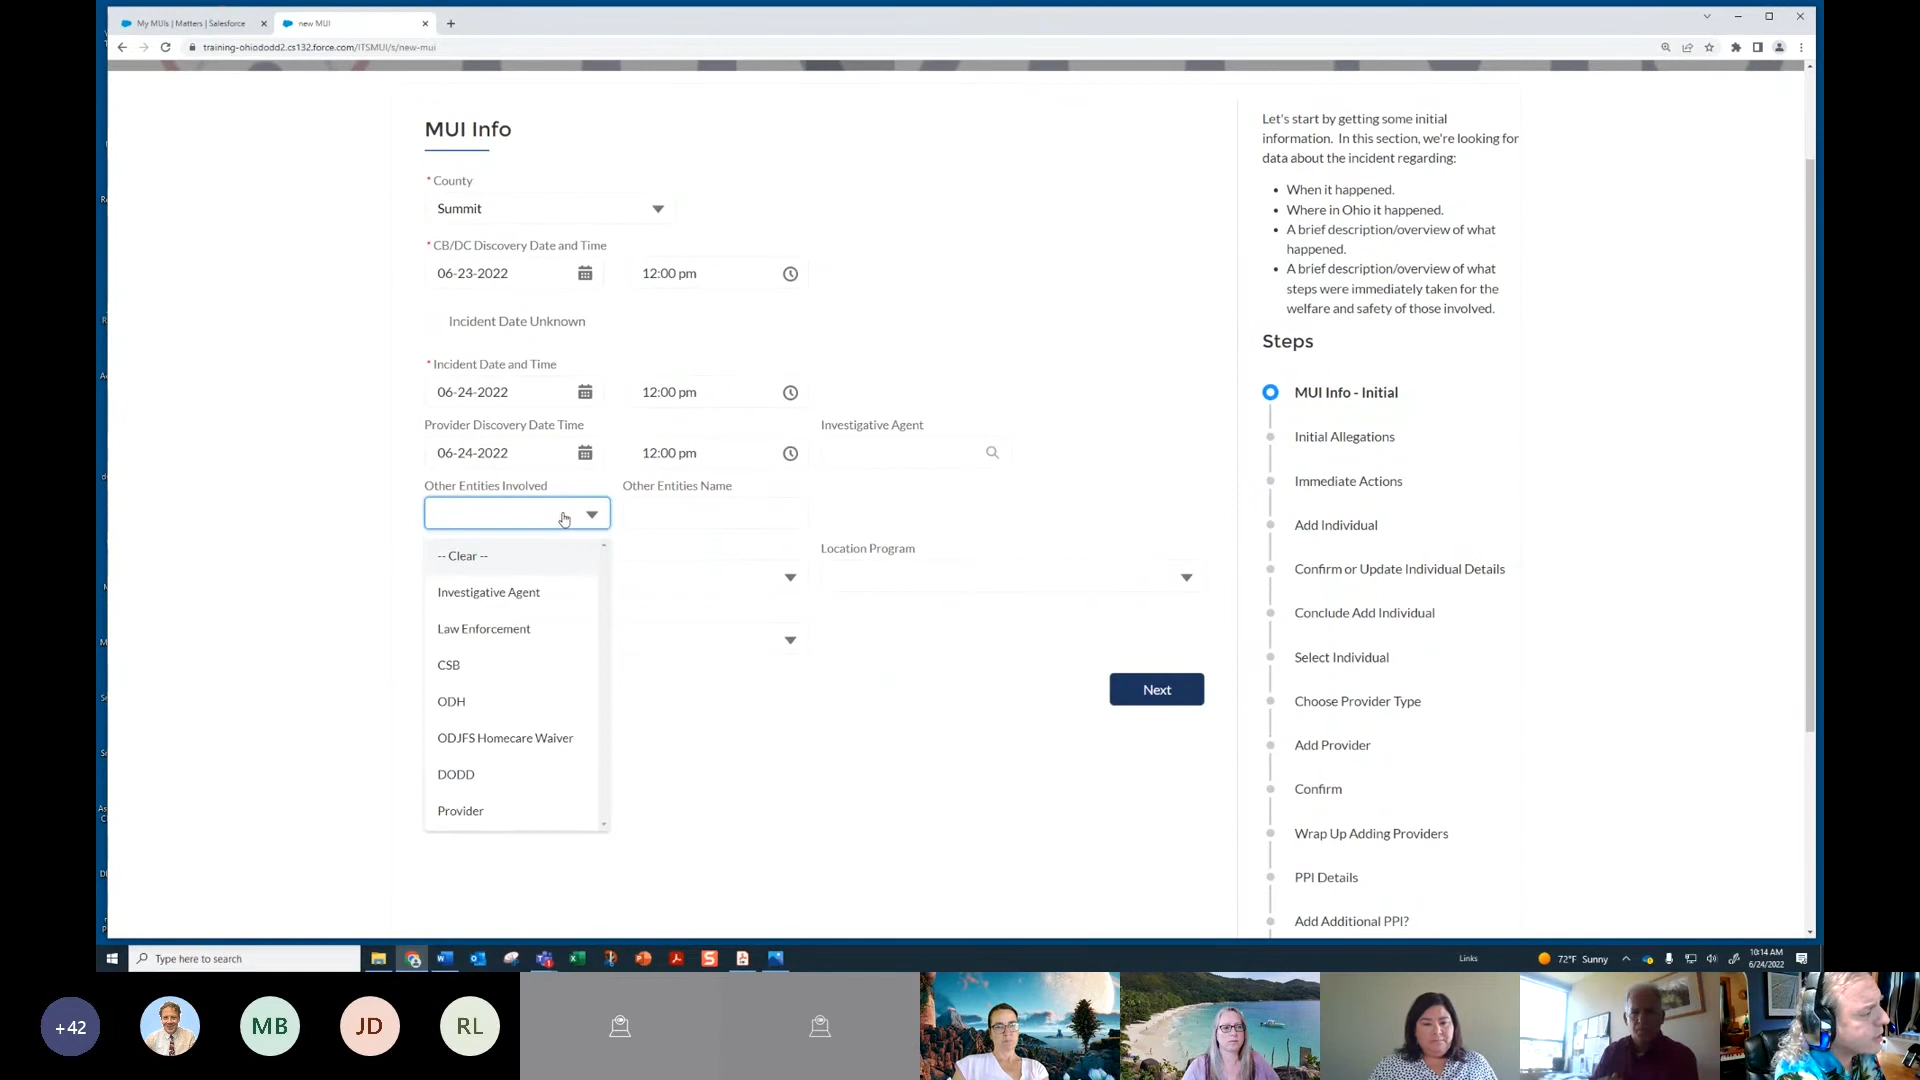 My MUIs | Matters | Salesforce
new MUI
training-ohiododd2.cs132.force.com/ITSMUI/s/new-mui
MUI Info
* County
Summit
* CB/DC Discovery Date and Time
06-23-2022 12:00 pm
Incident Date Unknown
* Incident Date and Time
06-24-2022 12:00 pm
Provider Discovery Date Time Investigative Agent
06-24-2022 12:00 pm
Other Entities Involved Other Entities Name
Location Program
-- Clear --
Investigative Agent
Law Enforcement
CSB
ODH
ODJFS Homecare Waiver
DODD
Provider
Next
Let's start by getting some initial
information. In this section, we're looking for
data about the incident regarding:
• When it happened.
• Where in Ohio it happened.
• A brief description/overview of what
happened.
• A brief description/overview of what
steps were immediately taken for the
welfare and safety of those involved.
Steps
MUI Info - Initial
Initial Allegations
Immediate Actions
Add Individual
Confirm or Update Individual Details
Conclude Add Individual
Select Individual
Choose Provider Type
Add Provider
Confirm
Wrap Up Adding Providers
PPI Details
Add Additional PPI?
Type here to search
Links
72°F Sunny
10:14 AM
6/24/2022
+42
MB
JD
RL